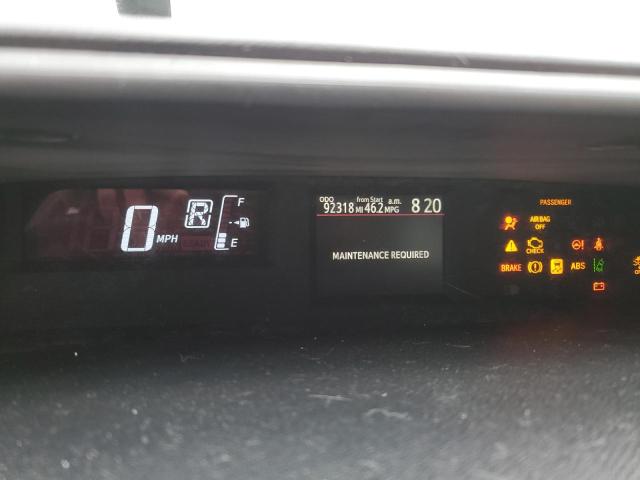 0 MPH
R
F
E
ODO from Start a.m.
92318 MI 46.2 MPG 8 20
MAINTENANCE REQUIRED
PASSENGER
AIR BAG
OFF
CHECK
BRAKE ABS